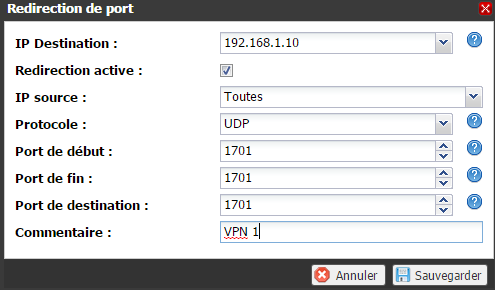 Redirection de port
IP Destination : 192.168.1.10
Redirection active :
IP source : Toutes
Protocole : UDP
Port de début : 1701
Port de fin : 1701
Port de destination : 1701
Commentaire : VPN 1
Annuler Sauvegarder